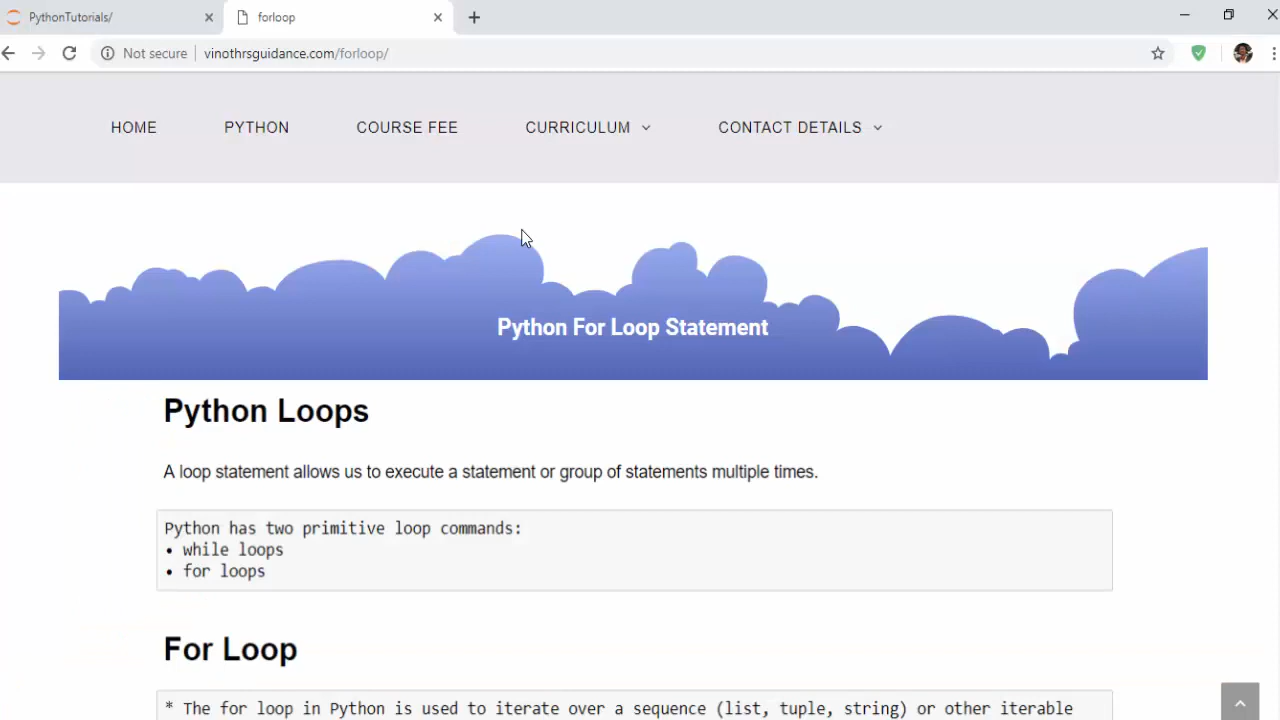 PythonTutorials/
forloop
Not secure
vinothrsguidance.com/forloop/
HOME
PYTHON
COURSE FEE
CURRICULUM
CONTACT DETAILS
Python For Loop Statement
Python Loops
A loop statement allows us to execute a statement or group of statements multiple times.
Python has two primitive loop commands:
• while loops
• for loops
For Loop
* The for loop in Python is used to iterate over a sequence (list, tuple, string) or other iterable